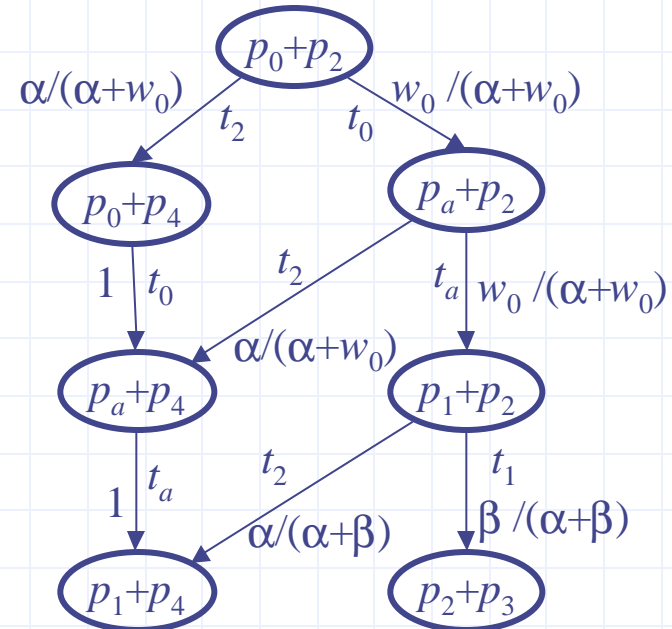 p₀+p₂
α/(α+w₀) t₂ t₀ w₀ /(α+w₀)
p₀+p₄ pₐ+p₂
1 t₀ t₂ tₐ w₀ /(α+w₀)
α/(α+w₀)
pₐ+p₄ p₁+p₂
1 tₐ t₂ t₁
α/(α+β) β /(α+β)
p₁+p₄ p₂+p₃